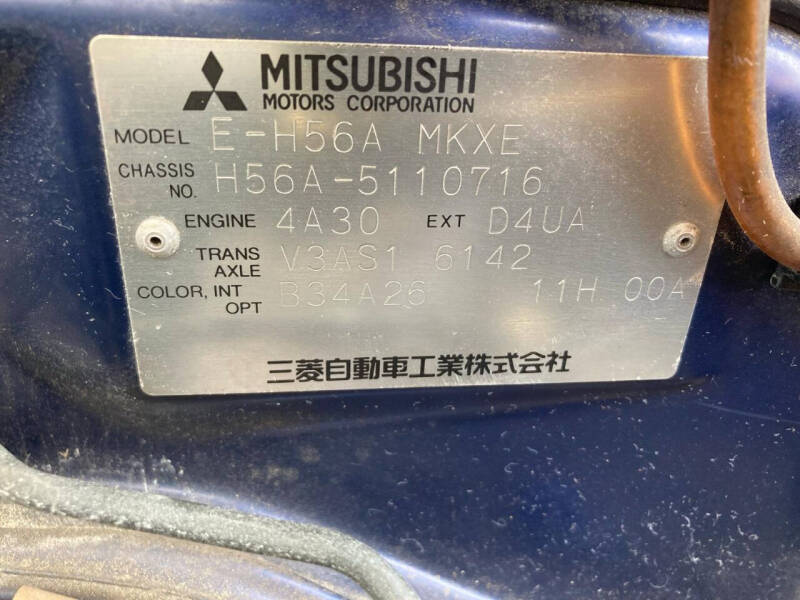 MITSUBISHI
MOTORS CORPORATION
MODEL E-H56A MKXE
CHASSIS NO. H56A-5110716
ENGINE 4A30 EXT D4UA
TRANS AXLE V3AS1 6142
COLOR, INT OPT B34A26 11H 00A
三菱自動車工業株式会社